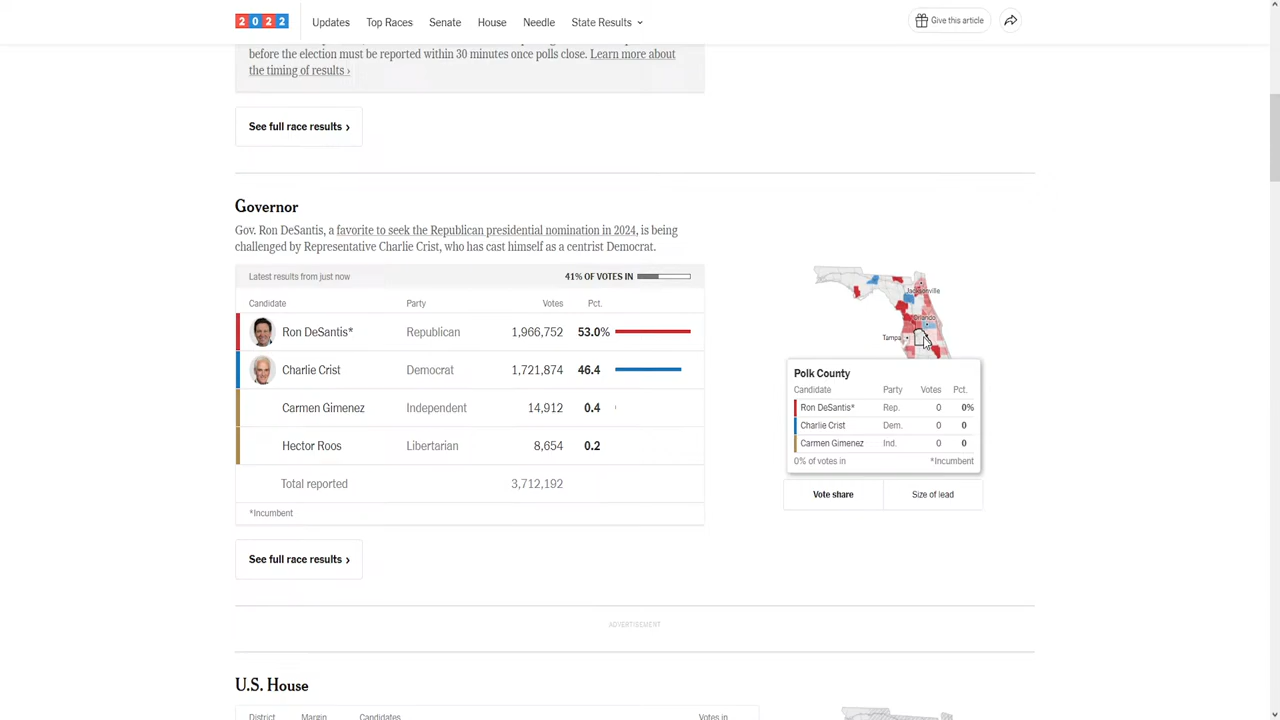 2022 Updates Top Races Senate House Needle State Results Give this article
before the election must be reported within 30 minutes once polls close. Learn more about
the timing of results ›
See full race results ›
Governor
Gov. Ron DeSantis, a favorite to seek the Republican presidential nomination in 2024, is being
challenged by Representative Charlie Crist, who has cast himself as a centrist Democrat.
Latest results from just now 41% OF VOTES IN
Candidate Party Votes Pct.
Ron DeSantis* Republican 1,966,752 53.0%
Charlie Crist Democrat 1,721,874 46.4
Carmen Gimenez Independent 14,912 0.4
Hector Roos Libertarian 8,654 0.2
Total reported 3,712,192
*Incumbent
See full race results ›
Jacksonville
Orlando
Tampa
Polk County
Candidate Party Votes Pct.
Ron DeSantis* Rep. 0 0%
Charlie Crist Dem. 0 0
Carmen Gimenez Ind. 0 0
0% of votes in *Incumbent
Vote share Size of lead
ADVERTISEMENT
U.S. House
District Margin Candidates Votes in